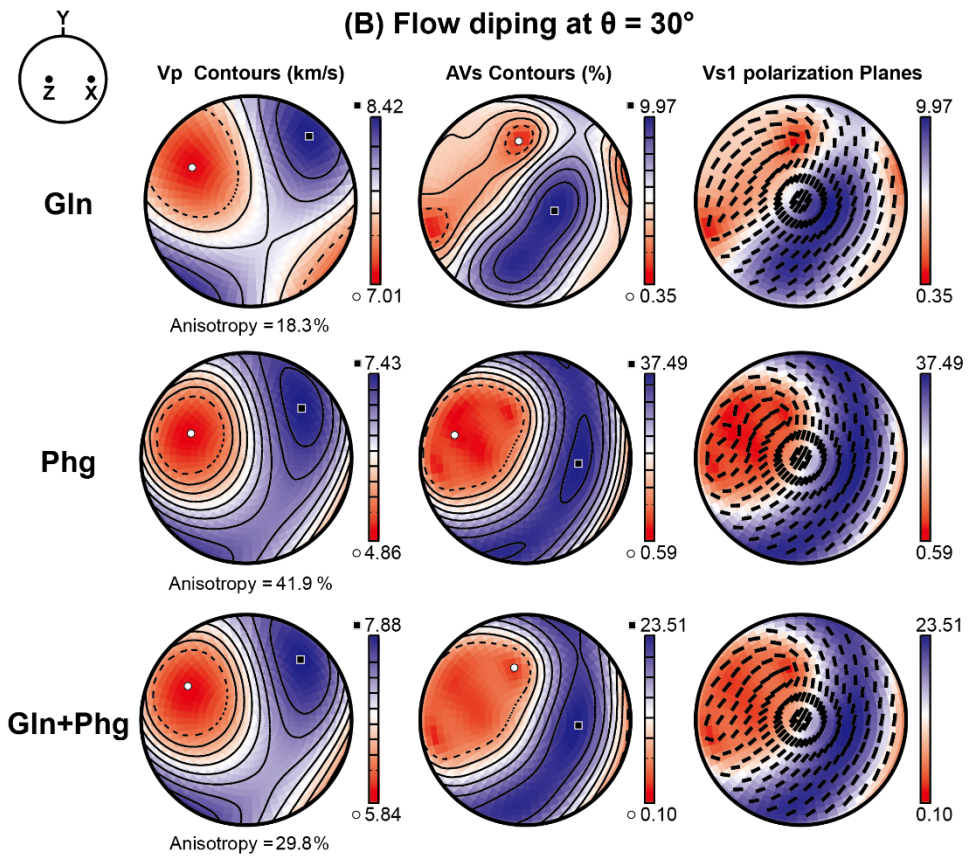 (B) Flow diping at θ = 30°
Y
Z X
Vp Contours (km/s) AVs Contours (%) Vs1 polarization Planes
8.42 9.97 9.97
Gln
7.01 0.35 0.35
Anisotropy = 18.3%
7.43 37.49 37.49
Phg
4.86 0.59 0.59
Anisotropy = 41.9 %
7.88 23.51 23.51
Gln+Phg
5.84 0.10 0.10
Anisotropy = 29.8%